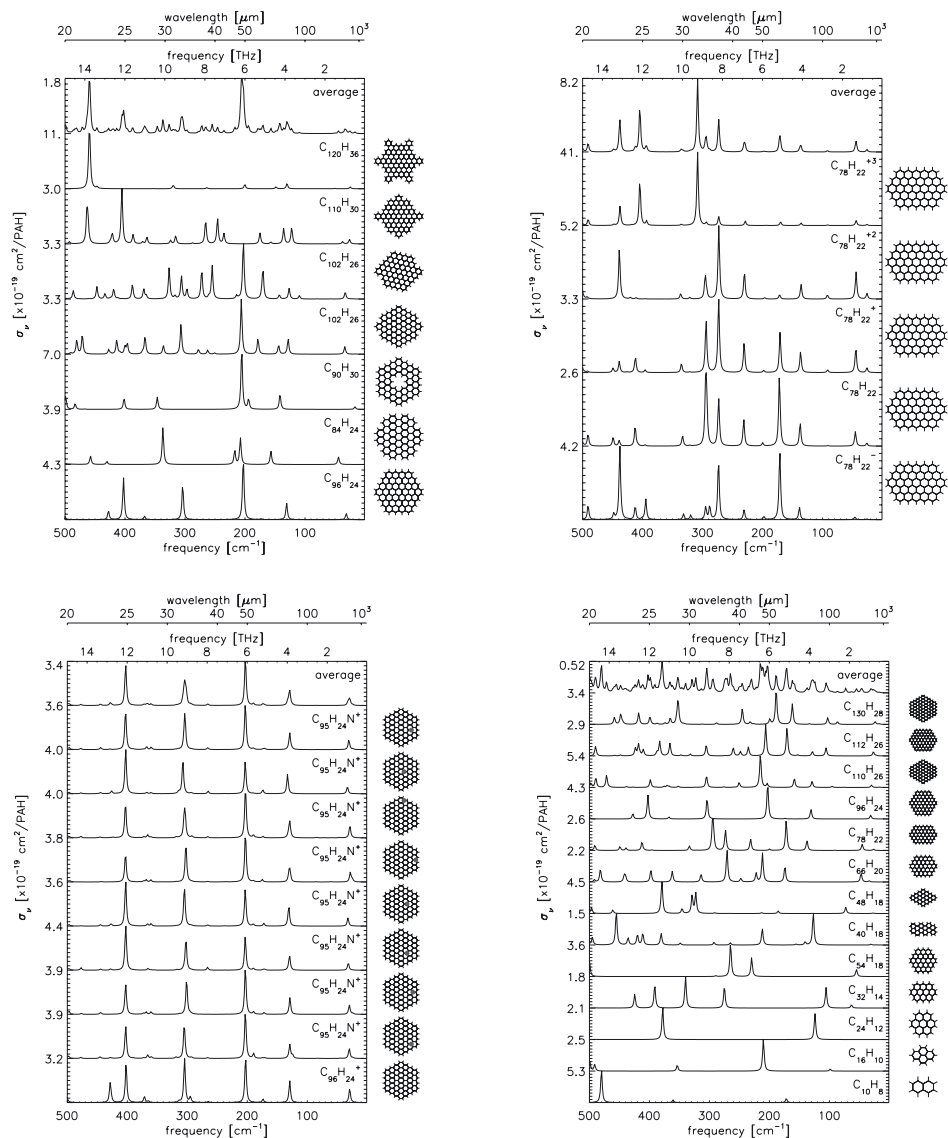 wavelength [μm]
20 25 30 40 50 100 10³
frequency [THz]
14 12 10 8 6 4 2
1.8
average
11.
C₁₂₀H₃₆
3.0
C₁₁₀H₃₀
3.3
C₁₀₂H₂₆
3.3
C₁₀₂H₂₆
7.0
C₉₀H₃₀
3.9
C₈₄H₂₄
4.3
C₉₆H₂₄
σᵥ [x10⁻¹⁹ cm²/PAH]
500 400 300 200 100
frequency [cm⁻¹]
wavelength [μm]
20 25 30 40 50 100 10³
frequency [THz]
14 12 10 8 6 4 2
8.2
average
41.
C₇₈H₂₂⁺³
5.2
C₇₈H₂₂⁺²
3.3
C₇₈H₂₂⁺
2.6
C₇₈H₂₂
4.2
C₇₈H₂₂⁻
σᵥ [x10⁻¹⁹ cm²/PAH]
500 400 300 200 100
frequency [cm⁻¹]
wavelength [μm]
20 25 30 40 50 100 10³
frequency [THz]
14 12 10 8 6 4 2
3.4
average
3.6
C₉₅H₂₄N⁺
4.0
C₉₅H₂₄N⁺
4.0
C₉₅H₂₄N⁺
3.8
C₉₅H₂₄N⁺
3.6
C₉₅H₂₄N⁺
4.4
C₉₅H₂₄N⁺
3.9
C₉₅H₂₄N⁺
3.9
C₉₅H₂₄N⁺
3.2
C₉₆H₂₄⁺
σᵥ [x10⁻¹⁹ cm²/PAH]
500 400 300 200 100
frequency [cm⁻¹]
wavelength [μm]
20 25 30 40 50 100 10³
frequency [THz]
14 12 10 8 6 4 2
0.52
average
3.4
C₁₃₀H₂₈
2.9
C₁₁₂H₂₆
5.4
C₁₁₀H₂₆
4.3
C₉₆H₂₄
2.6
C₇₈H₂₂
2.2
C₆₆H₂₀
4.5
C₄₈H₁₈
1.5
C₄₀H₁₈
3.6
C₅₄H₁₈
1.8
C₃₂H₁₄
2.1
C₂₄H₁₂
2.5
C₁₆H₁₀
5.3
C₁₀H₈
σᵥ [x10⁻¹⁹ cm²/PAH]
500 400 300 200 100
frequency [cm⁻¹]